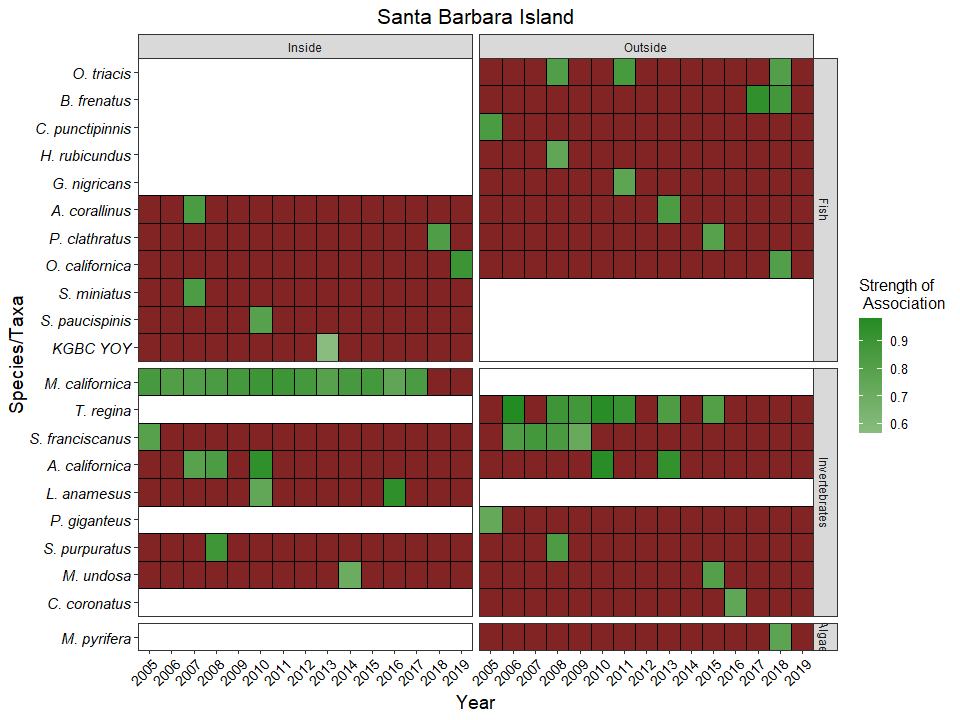 Santa Barbara Island
Inside
Outside
Species/Taxa
O. triacis
B. frenatus
C. punctipinnis
H. rubicundus
G. nigricans
A. corallinus
P. clathratus
O. californica
S. miniatus
S. paucispinis
KGBC YOY
M. californica
T. regina
S. franciscanus
A. californica
L. anamesus
P. giganteus
S. purpuratus
M. undosa
C. coronatus
M. pyrifera
Fish
Invertebrates
Algae
Strength of
Association
0.9
0.8
0.7
0.6
2005 2006 2007 2008 2009 2010 2011 2012 2013 2014 2015 2016 2017 2018 2019
2005 2006 2007 2008 2009 2010 2011 2012 2013 2014 2015 2016 2017 2018 2019
Year